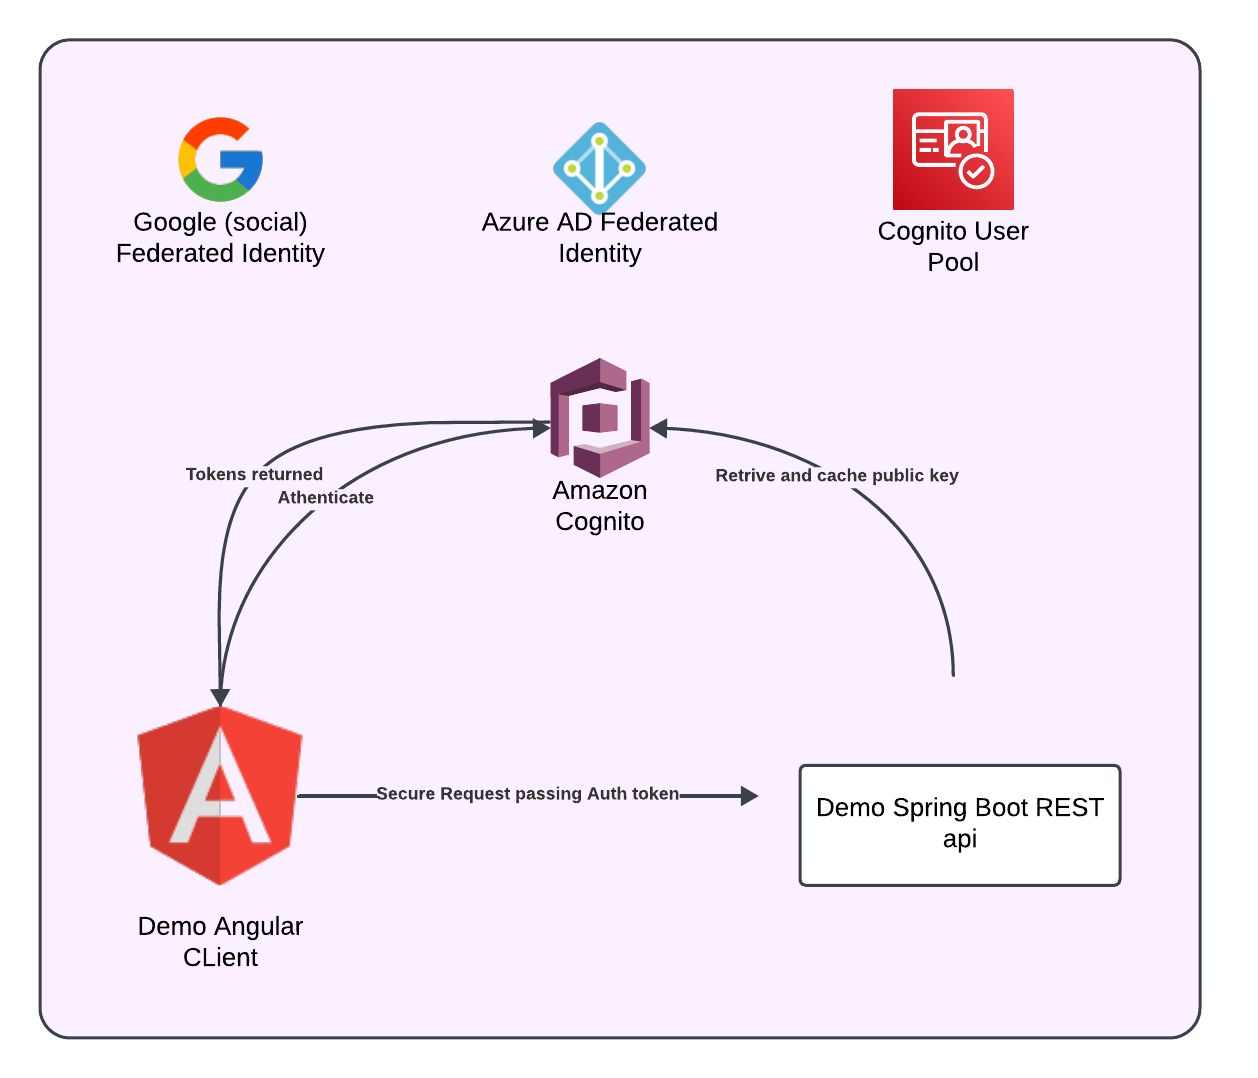 Google (social)
Federated Identity
Azure AD Federated
Identity
Cognito User
Pool
Amazon
Cognito
Tokens returned
Athenticate
Retrive and cache public key
Secure Request passing Auth token
Demo Spring Boot REST
api
Demo Angular
CLient